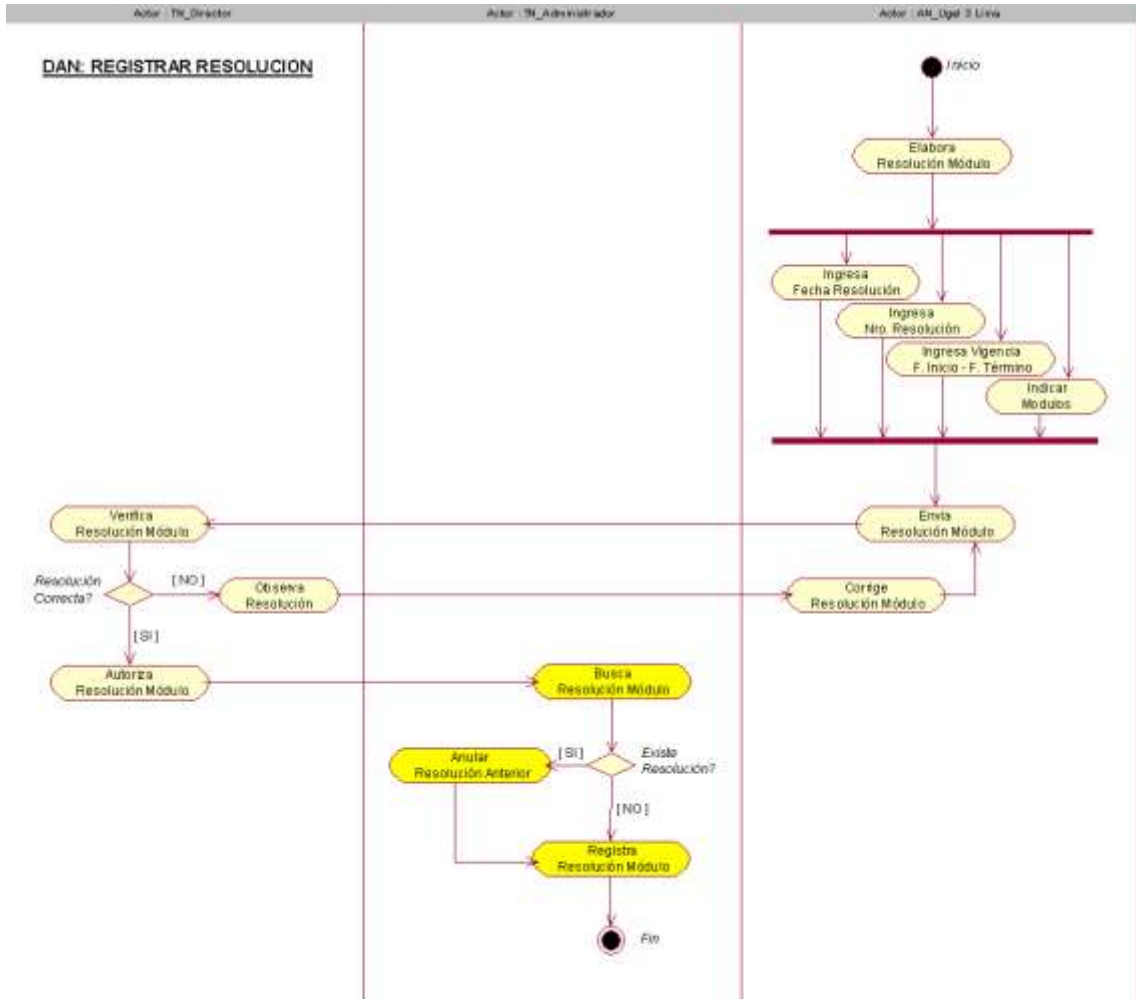 Actor : TN_Director
Actor : TN_Administrador
Actor : AN_Ugel 3 Lima
DAN: REGISTRAR RESOLUCION
Inicio
Elabora
Resolución Módulo
Ingresa
Fecha Resolución
Ingresa
Nro. Resolución
Ingresa Vigencia
F. Inicio - F. Término
Indicar
Modulos
Verifica
Resolución Módulo
Envía
Resolución Módulo
Resolución
Correcta?
[ NO ]
Observa
Resolución
Corrige
Resolución Módulo
[ SI ]
Autoriza
Resolución Módulo
Busca
Resolución Módulo
Anular
Resolución Anterior
[ SI ]
Existe
Resolución?
[ NO ]
Registra
Resolución Módulo
Fin